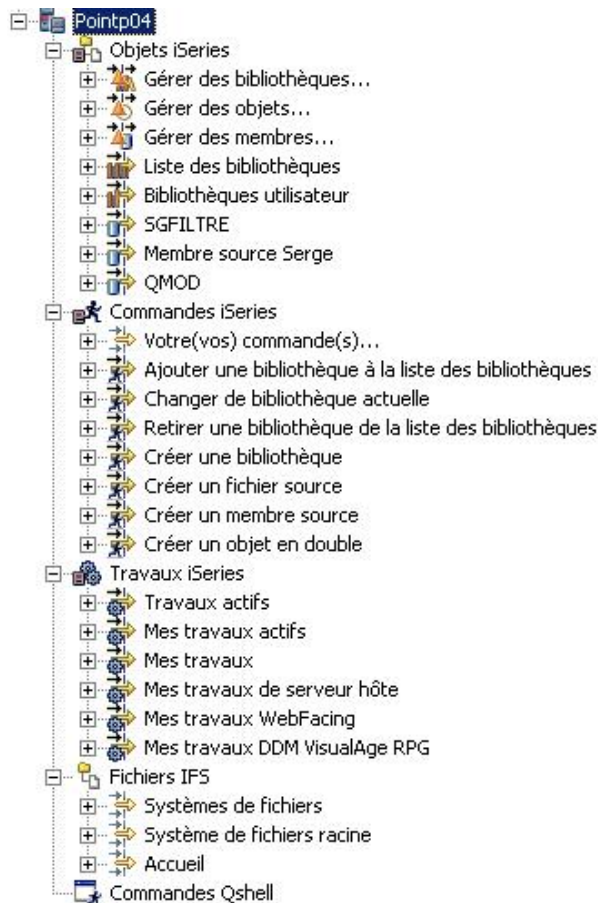 Pointp04
Objets iSeries
Gérer des bibliothèques...
Gérer des objets...
Gérer des membres...
Liste des bibliothèques
Bibliothèques utilisateur
SGFILTRE
Membre source Serge
QMOD
Commandes iSeries
Votre(vos) commande(s)...
Ajouter une bibliothèque à la liste des bibliothèques
Changer de bibliothèque actuelle
Retirer une bibliothèque de la liste des bibliothèques
Créer une bibliothèque
Créer un fichier source
Créer un membre source
Créer un objet en double
Travaux iSeries
Travaux actifs
Mes travaux actifs
Mes travaux
Mes travaux de serveur hôte
Mes travaux WebFacing
Mes travaux DDM VisualAge RPG
Fichiers IFS
Systèmes de fichiers
Système de fichiers racine
Accueil
Commandes Qshell